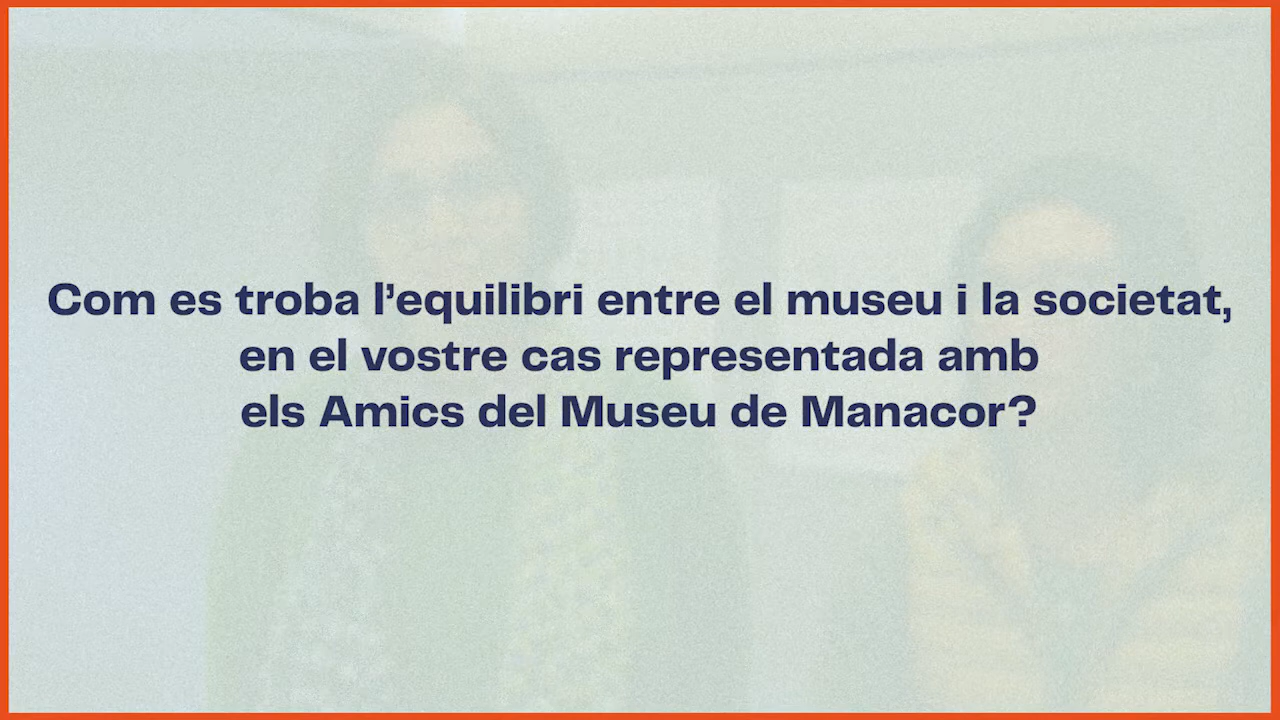 Com es troba l’equilibri entre el museu i la societat,
en el vostre cas representada amb
els Amics del Museu de Manacor?